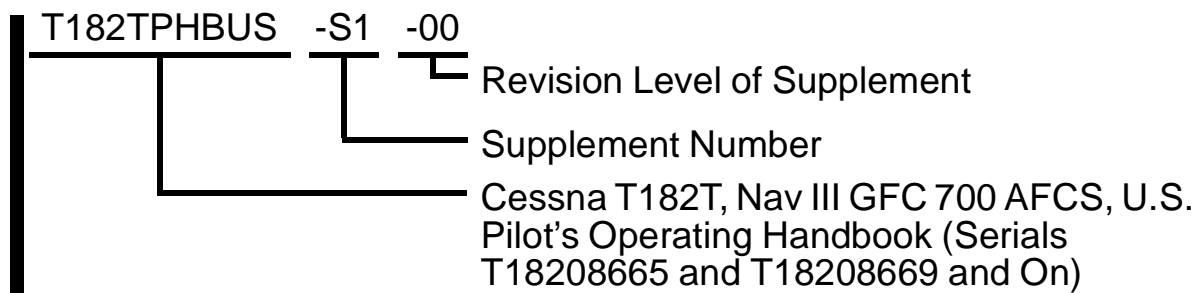 T182TPHBUS -S1 -00
Revision Level of Supplement
Supplement Number
Cessna T182T, Nav III GFC 700 AFCS, U.S.
Pilot's Operating Handbook (Serials
T18208665 and T18208669 and On)